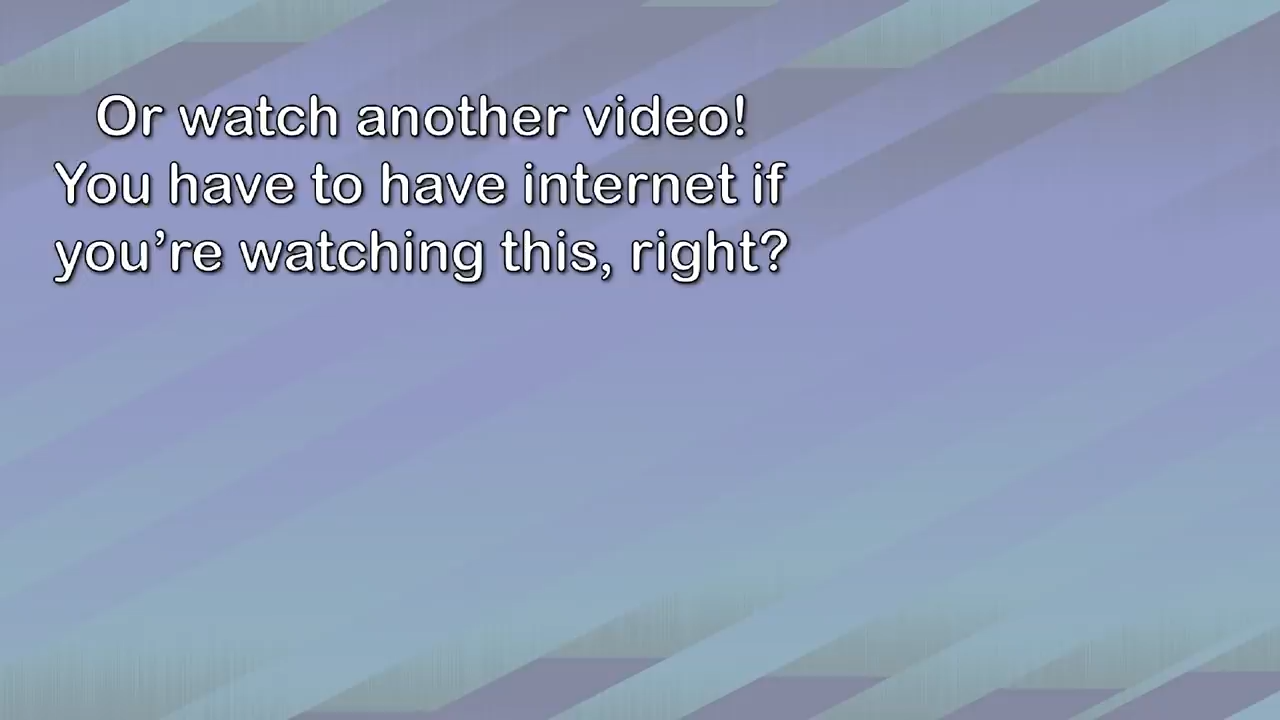 Or watch another video!
You have to have internet if
you’re watching this, right?